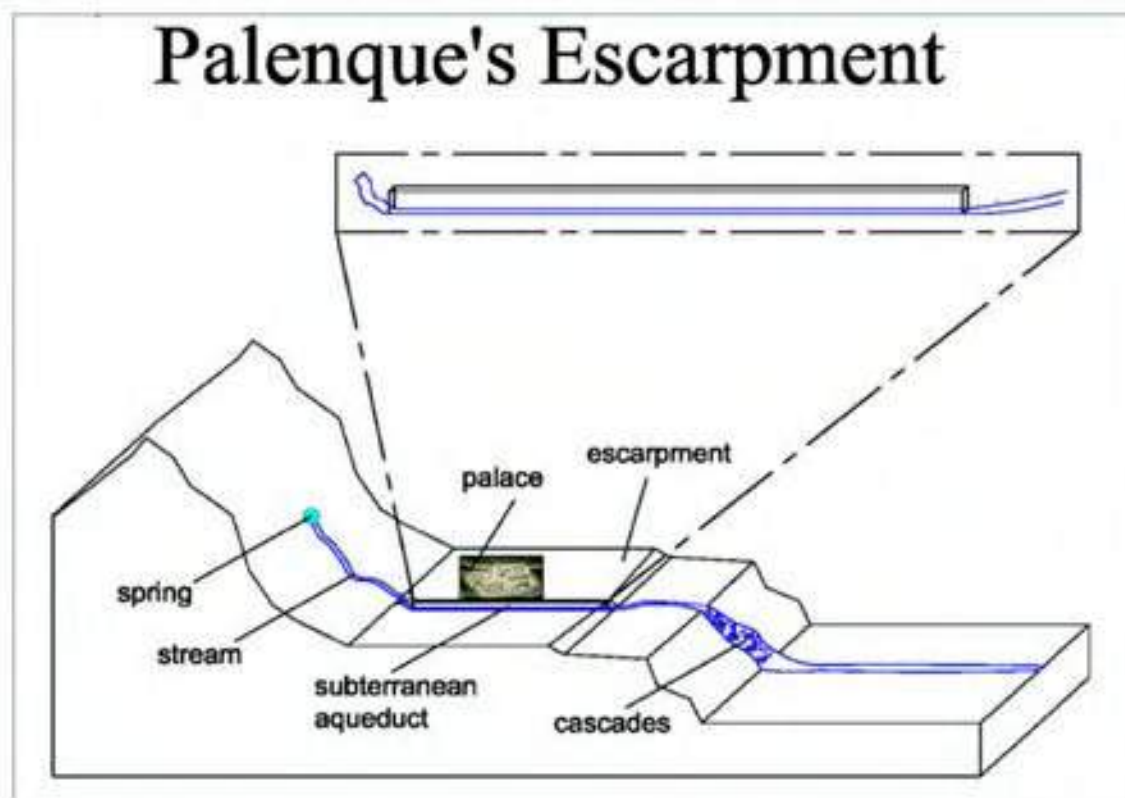 Palenque's Escarpment
escarpment
palace
spring
stream
subterranean
aqueduct
cascades